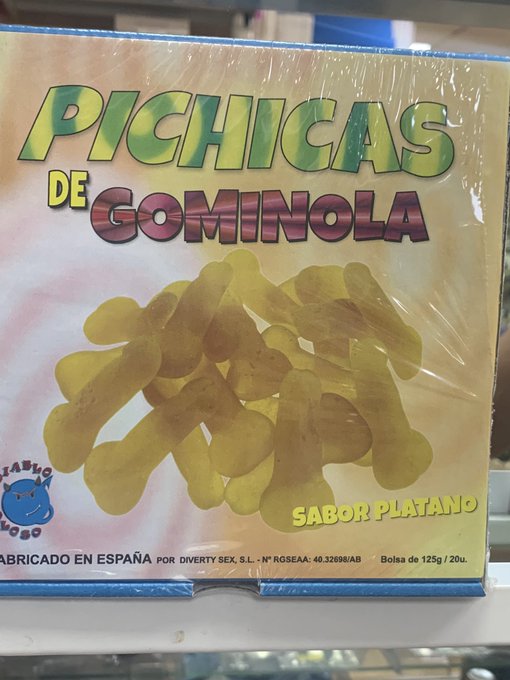 PICHICAS
DE
GOMINOLA
SABOR PLATANO
ABRICADO EN ESPAÑA POR DIVERTY SEX, S.L. - Nº RGSEAA: 40.32698/AB Bolsa de 125g / 20u.